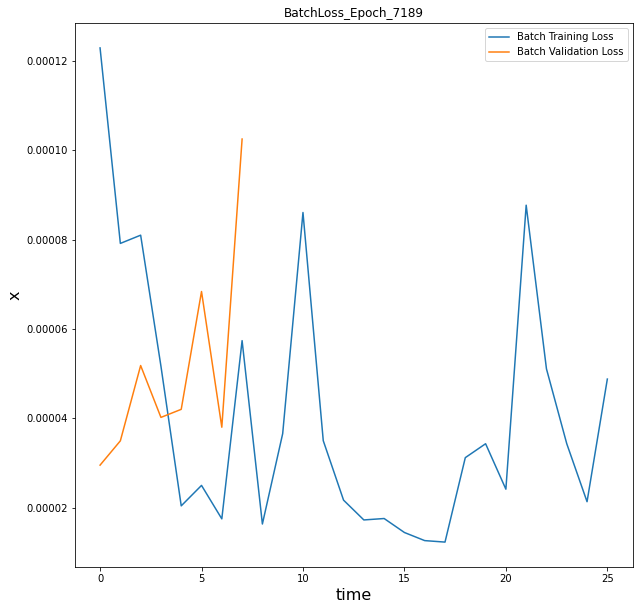 BatchLoss_Epoch_7189
Batch Training Loss
Batch Validation Loss
0.00012
0.00010
0.00008
0.00006
0.00004
0.00002
x
0 5 10 15 20 25
time